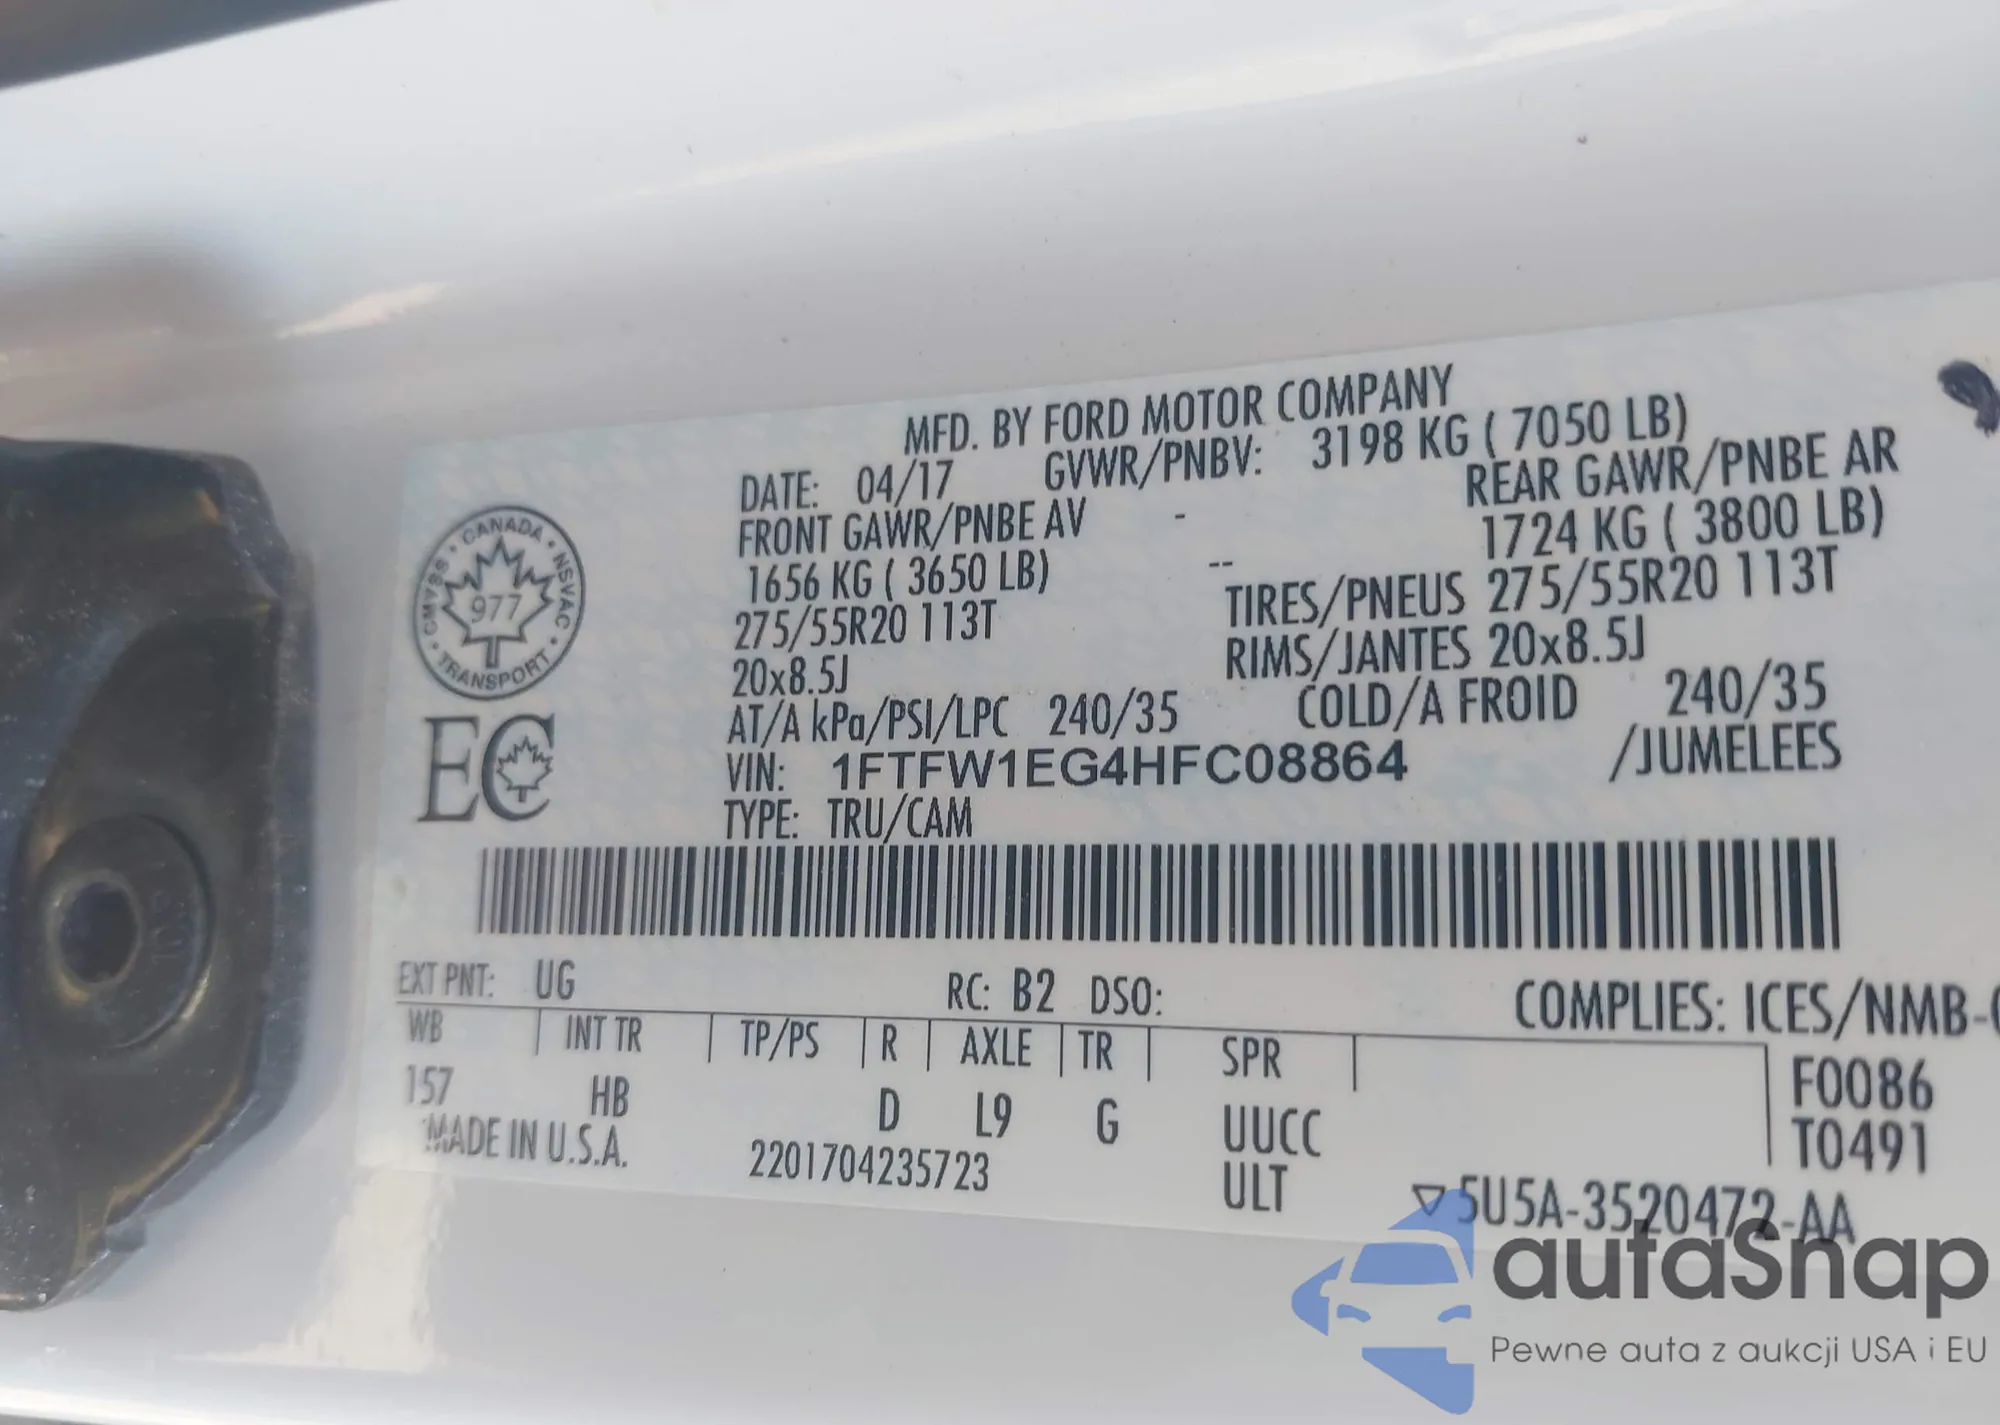 MFD. BY FORD MOTOR COMPANY
DATE: 04/17 GVWR/PNBV: 3198 KG ( 7050 LB)
FRONT GAWR/PNBE AV - REAR GAWR/PNBE AR
1656 KG ( 3650 LB) -- 1724 KG ( 3800 LB)
275/55R20 113T TIRES/PNEUS 275/55R20 113T
20x8.5J RIMS/JANTES 20x8.5J
AT/A kPa/PSI/LPC 240/35 COLD/A FROID 240/35
VIN: 1FTFW1EG4HFC08864 /JUMELEES
TYPE: TRU/CAM
CANADA • NSVAC • TRANSPORT • CMVSS •
977
EC
EXT PNT: UG RC: B2 DSO: COMPLIES: ICES/NMB-
WB | INT TR | TP/PS | R | AXLE | TR | SPR
157 HB D L9 G UUCC F0086
MADE IN U.S.A. 2201704235723 ULT T0491
▽5U5A-3520472-AA
autaSnap
Pewne auta z aukcji USA i EU